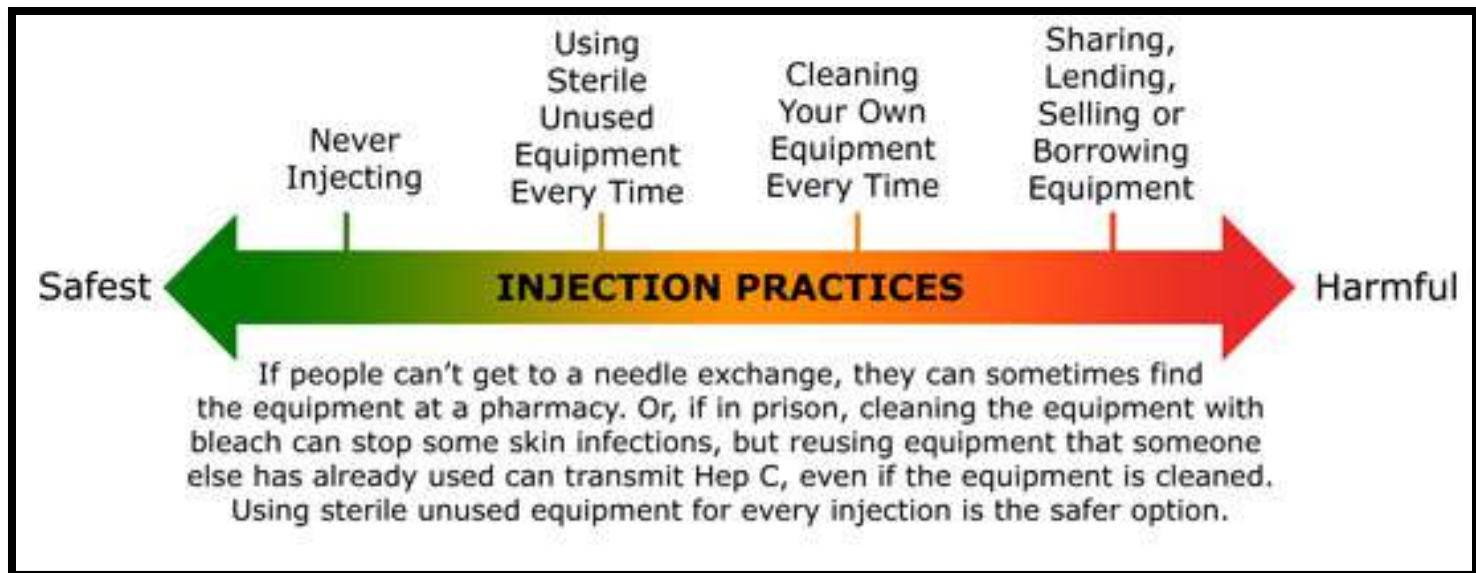 Never
Injecting
Using
Sterile
Unused
Equipment
Every Time
Cleaning
Your Own
Equipment
Every Time
Sharing,
Lending,
Selling or
Borrowing
Equipment
Safest
INJECTION PRACTICES
Harmful
If people can't get to a needle exchange, they can sometimes find
the equipment at a pharmacy. Or, if in prison, cleaning the equipment with
bleach can stop some skin infections, but reusing equipment that someone
else has already used can transmit Hep C, even if the equipment is cleaned.
Using sterile unused equipment for every injection is the safer option.